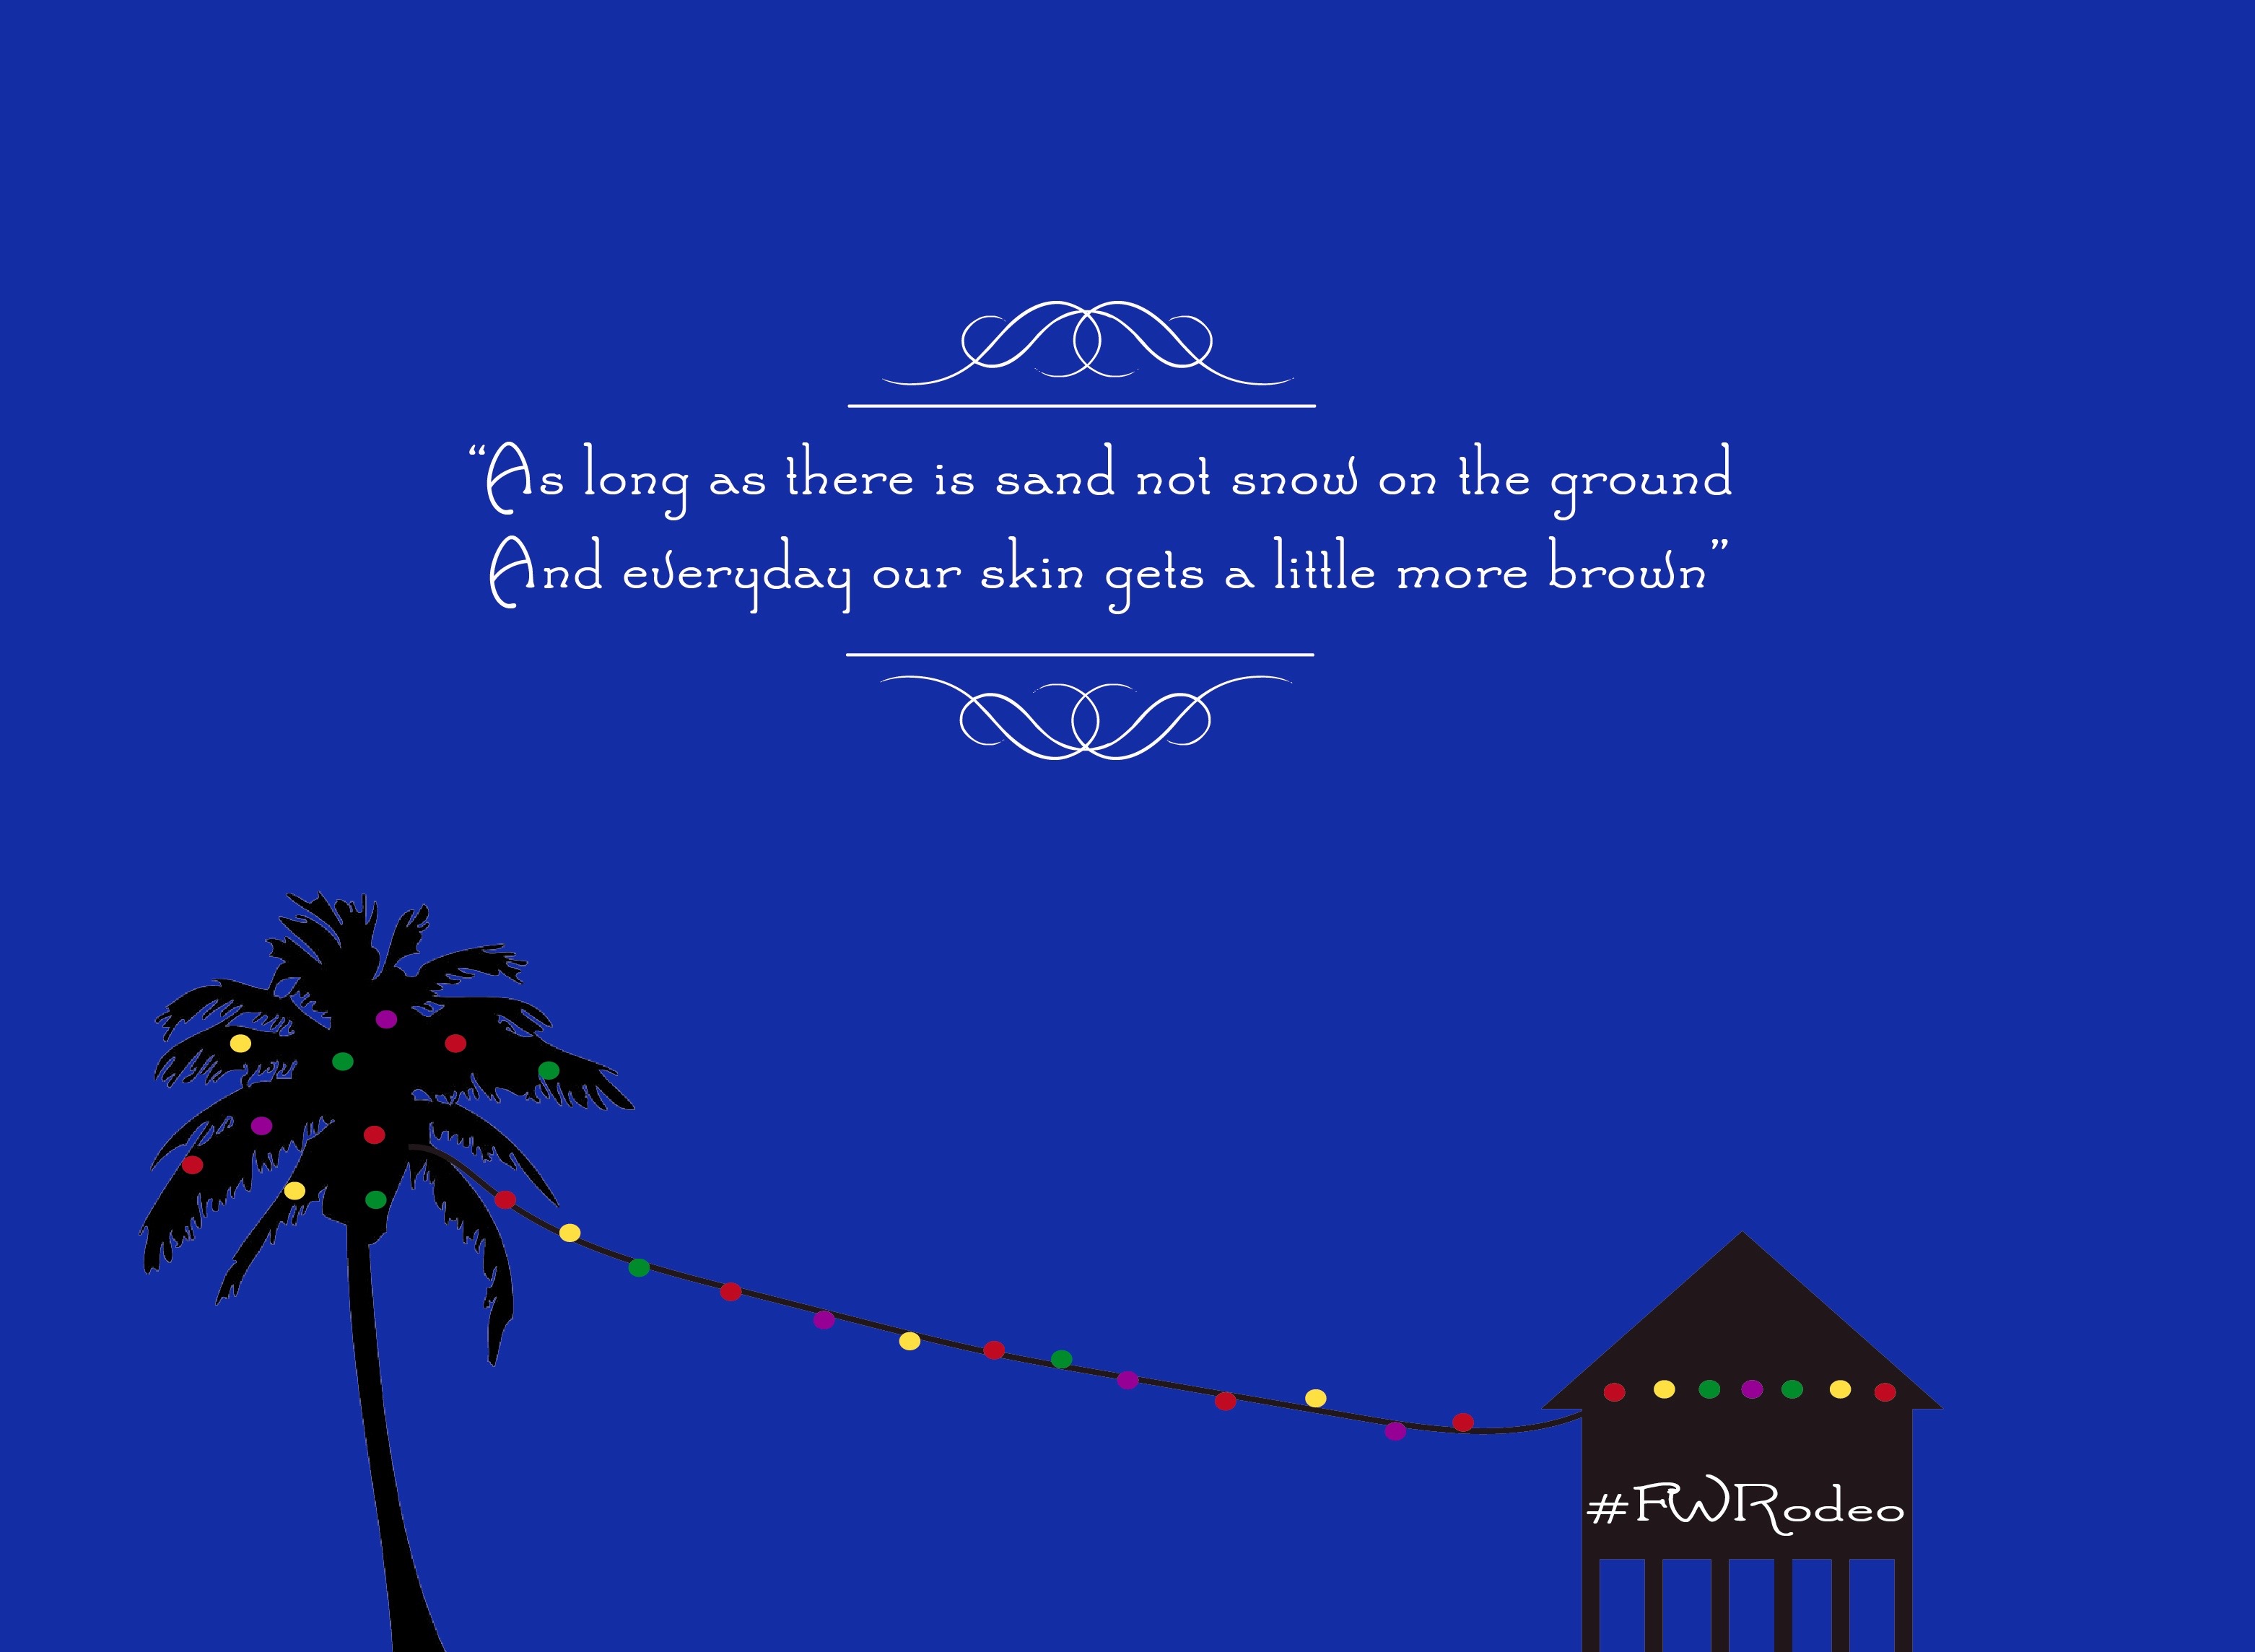 “As long as there is sand not snow on the ground
And everyday our skin gets a little more brown”
#FWRodeo